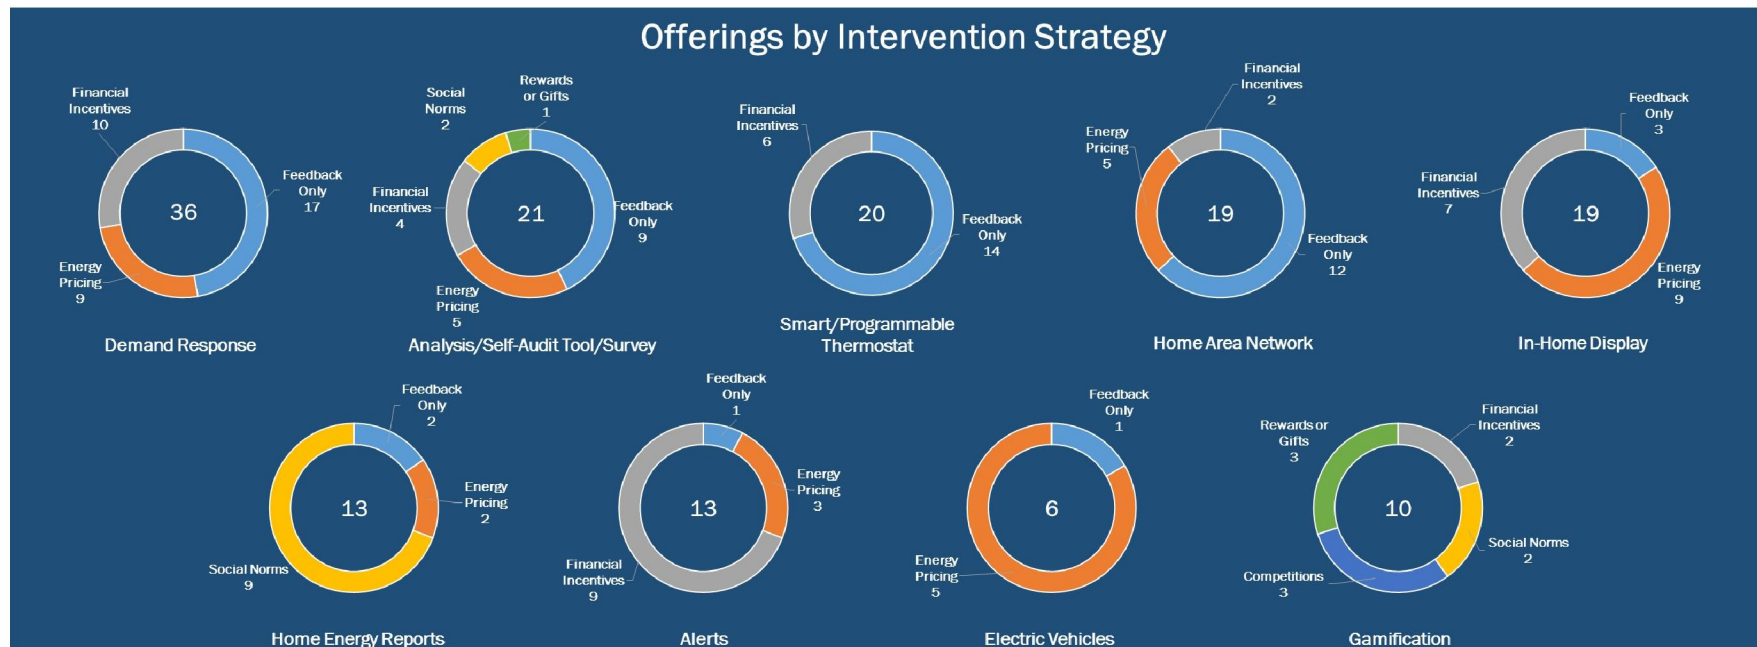 Offerings by Intervention Strategy
Financial
Incentives
10
Feedback
Only
17
36
Energy
Pricing
9
Demand Response
Social
Norms
2
Rewards
or Gifts
1
Financial
Incentives
4
21
Feedback
Only
9
Energy
Pricing
5
Analysis/Self-Audit Tool/Survey
Financial
Incentives
6
20
Feedback
Only
14
Smart/Programmable
Thermostat
Financial
Incentives
2
Energy
Pricing
5
19
Feedback
Only
12
Home Area Network
Feedback
Only
3
Financial
Incentives
7
19
Energy
Pricing
9
In-Home Display
Feedback
Only
2
13
Energy
Pricing
2
Social Norms
9
Home Energy Reports
Feedback
Only
1
13
Energy
Pricing
3
Financial
Incentives
9
Alerts
Feedback
Only
1
6
Energy
Pricing
5
Electric Vehicles
Financial
Incentives
2
Rewards or
Gifts
3
10
Social Norms
2
Competitions
3
Gamification